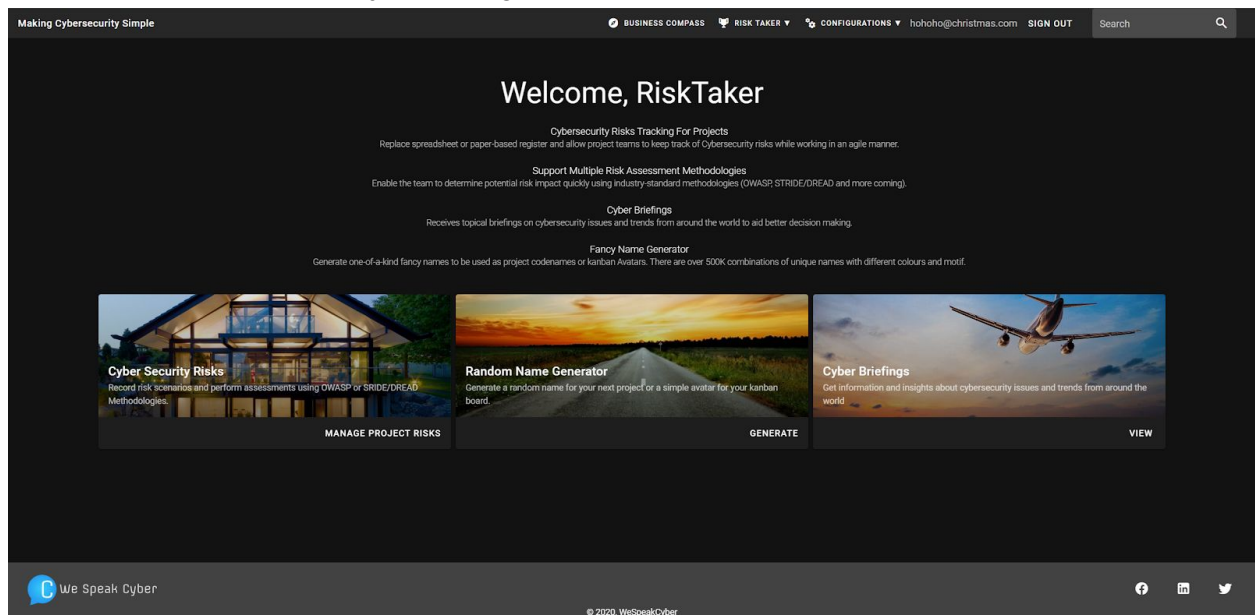 Making Cybersecurity Simple
BUSINESS COMPASS RISK TAKER ▼ CONFIGURATIONS ▼ hohoho@christmas.com SIGN OUT Search
Welcome, RiskTaker
Cybersecurity Risks Tracking For Projects
Replace spreadsheet or paper-based register and allow project teams to keep track of Cybersecurity risks while working in an agile manner.
Support Multiple Risk Assessment Methodologies
Enable the team to determine potential risk impact quickly using industry-standard methodologies (OWASP, STRIDE/DREAD and more coming).
Cyber Briefings
Receives topical briefings on cybersecurity issues and trends from around the world to aid better decision making.
Fancy Name Generator
Generate one-of-a-kind fancy names to be used as project codenames or kanban Avatars. There are over 500K combinations of unique names with different colours and motif.
Cyber Security Risks
Record risk scenarios and perform assessments using OWASP or SRIDE/DREAD
Methodologies.
MANAGE PROJECT RISKS
Random Name Generator
Generate a random name for your next project or a simple avatar for your kanban
board.
GENERATE
Cyber Briefings
Get information and insights about cybersecurity issues and trends from around the
world
VIEW
We Speak Cyber
© 2020, WeSpeakCyber